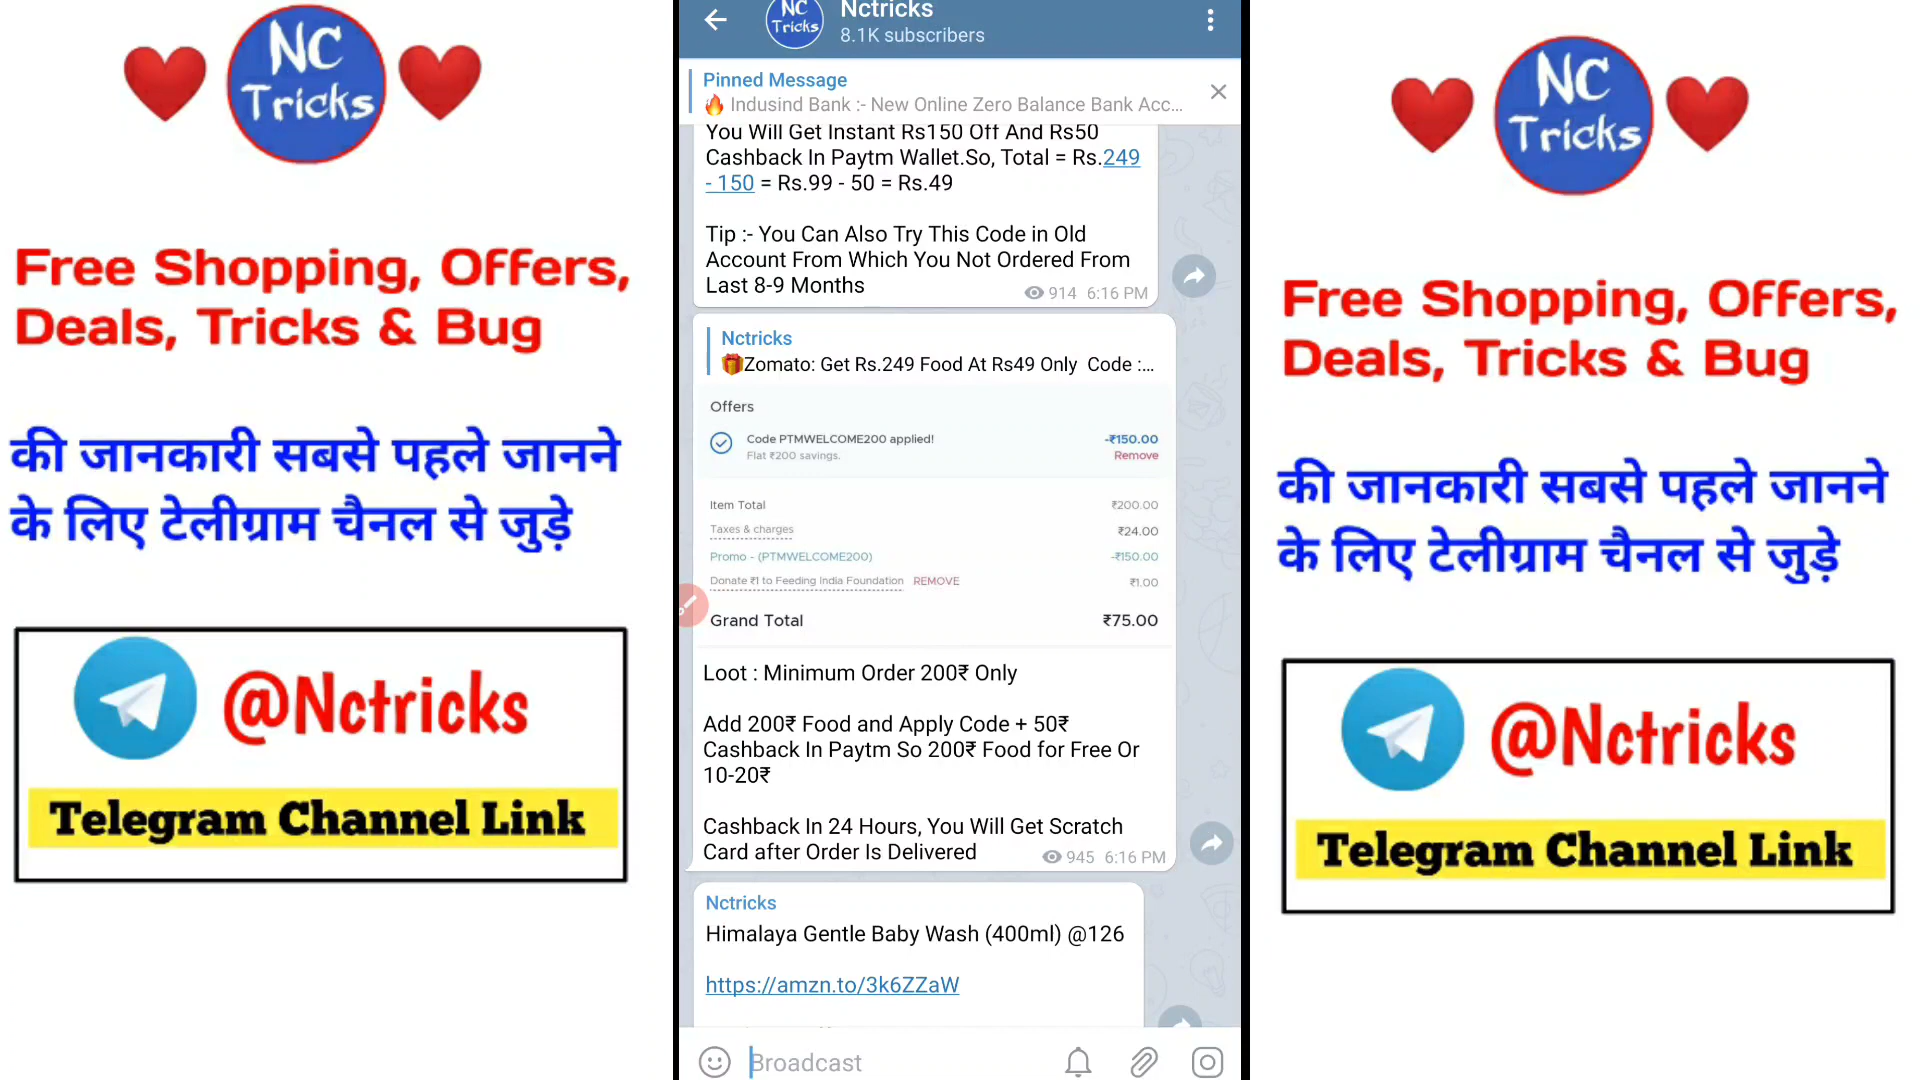 NC
Tricks
Free Shopping, Offers,
Deals, Tricks & Bug
की जानकारी सबसे पहले जानने
के लिए टेलीग्राम चैनल से जुड़े
@Nctricks
Telegram Channel Link
NC
Tricks
Nctricks
8.1K subscribers
Pinned Message
🔥 Indusind Bank :- New Online Zero Balance Bank Acc...
You Will Get Instant Rs150 Off And Rs50
Cashback In Paytm Wallet.So, Total = Rs.249
- 150 = Rs.99 - 50 = Rs.49
Tip :- You Can Also Try This Code in Old
Account From Which You Not Ordered From
Last 8-9 Months
914 6:16 PM
Nctricks
🎁Zomato: Get Rs.249 Food At Rs49 Only Code :...
Offers
Code PTMWELCOME200 applied! -₹150.00
Flat ₹200 savings. Remove
Item Total ₹200.00
Taxes & charges ₹24.00
Promo - (PTMWELCOME200) -₹150.00
Donate ₹1 to Feeding India Foundation REMOVE ₹1.00
Grand Total ₹75.00
Loot : Minimum Order 200₹ Only
Add 200₹ Food and Apply Code + 50₹
Cashback In Paytm So 200₹ Food for Free Or
10-20₹
Cashback In 24 Hours, You Will Get Scratch
Card after Order Is Delivered
945 6:16 PM
Nctricks
Himalaya Gentle Baby Wash (400ml) @126
https://amzn.to/3k6ZZaW
Broadcast
NC
Tricks
Free Shopping, Offers,
Deals, Tricks & Bug
की जानकारी सबसे पहले जानने
के लिए टेलीग्राम चैनल से जुड़े
@Nctricks
Telegram Channel Link